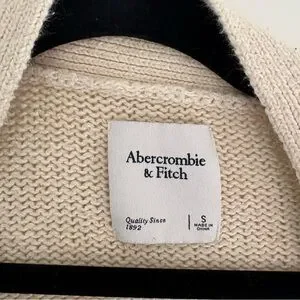 Abercrombie
& Fitch
Quality Since
1892
S
MADE IN
CHINA